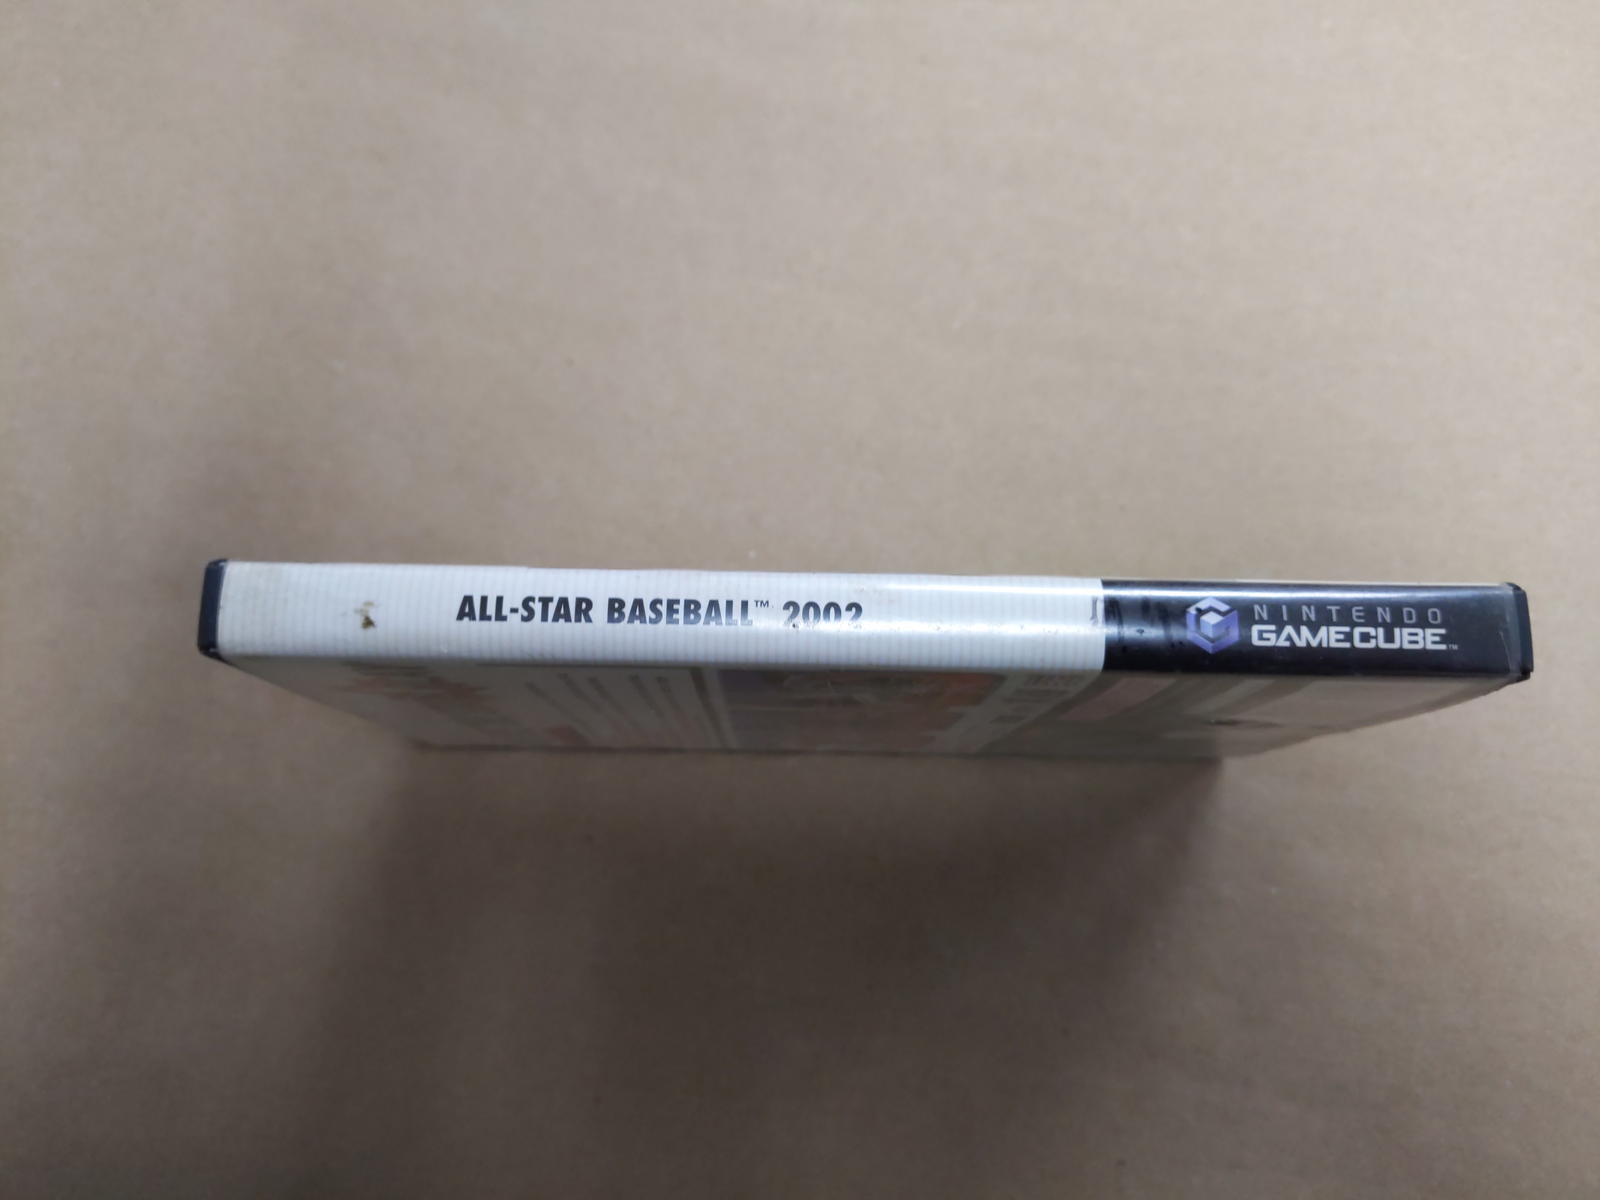 ALL-STAR BASEBALL™ 2002
NINTENDO
GAMECUBE™